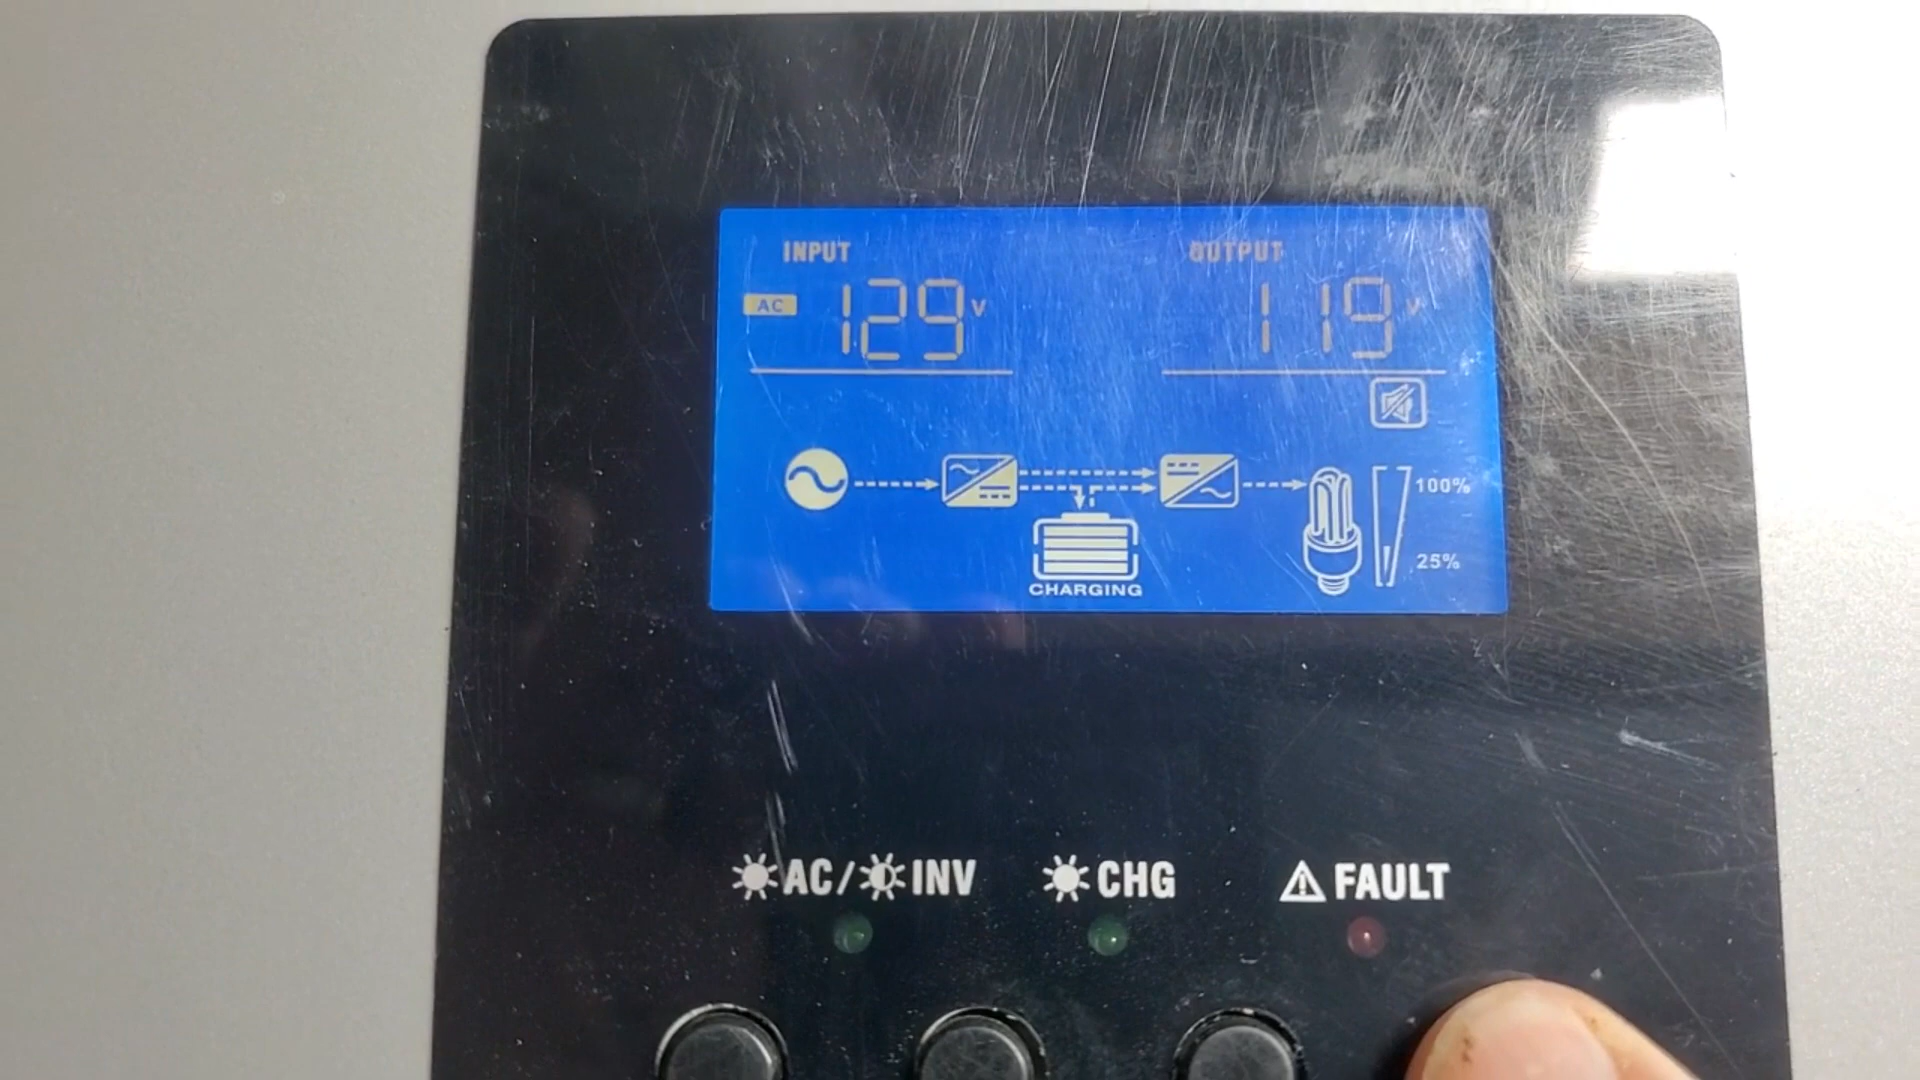 INPUT OUTPUT
AC 129V 119V
100%
25%
CHARGING
AC/INV CHG FAULT